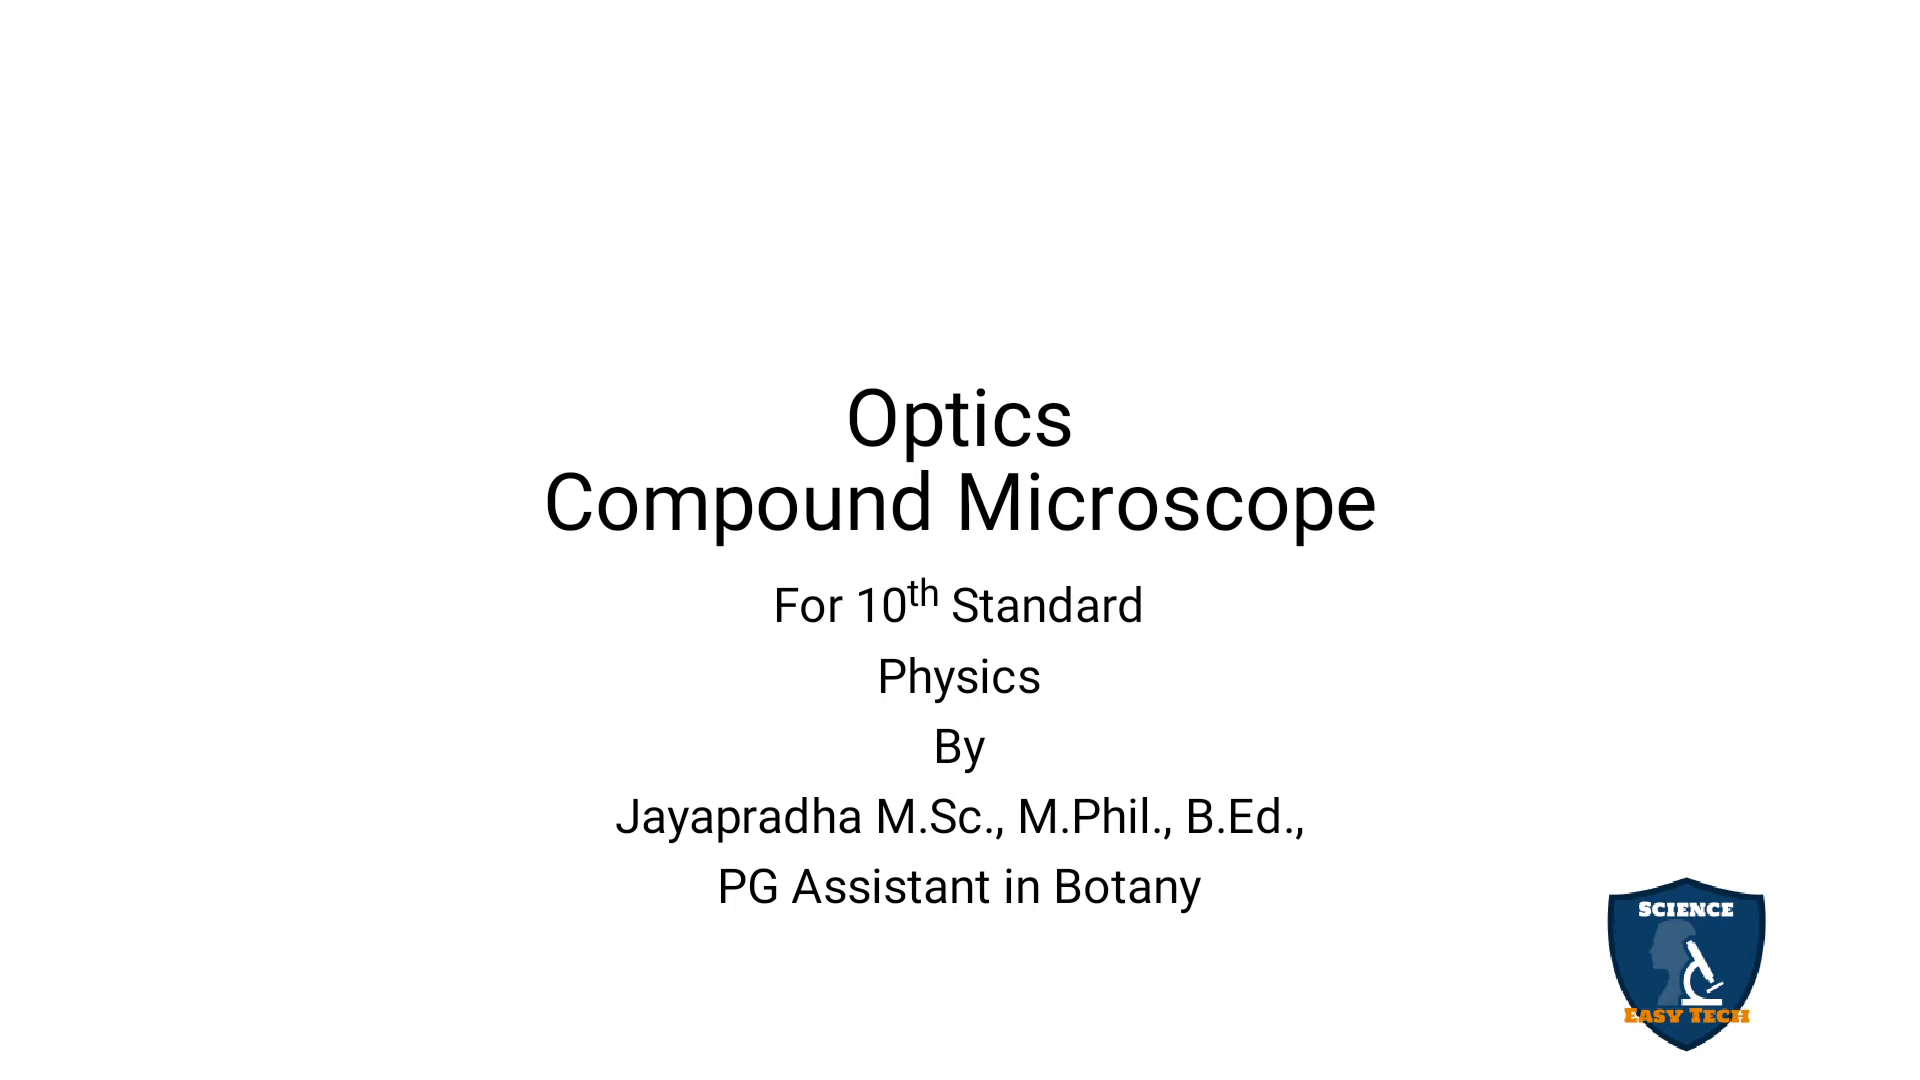 Optics
Compound Microscope
For 10th Standard
Physics
By
Jayapradha M.Sc., M.Phil., B.Ed.,
PG Assistant in Botany
SCIENCE
EASY TECH